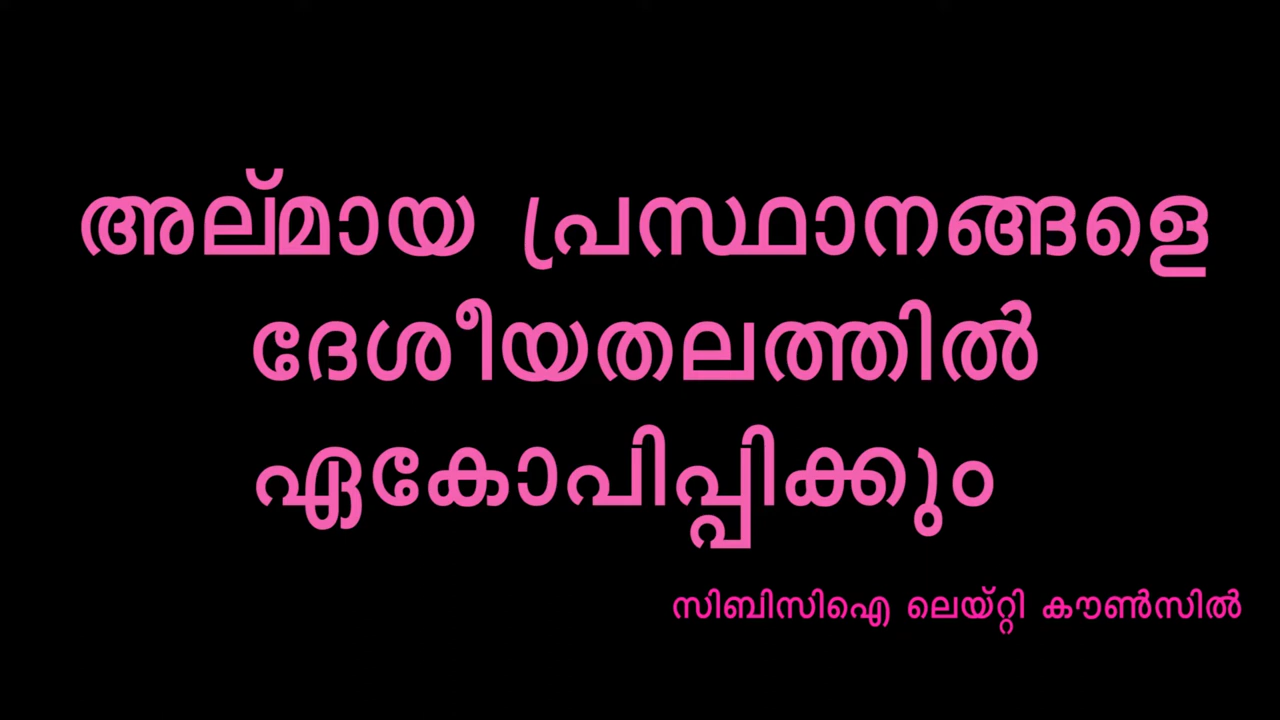 അല്‌മായ പ്രസ്ഥാനങ്ങളെ
ദേശീയതലത്തിൽ
ഏകോപിപ്പിക്കും
സിബിസിഐ ലെയ്റ്റി കൗൺസിൽ